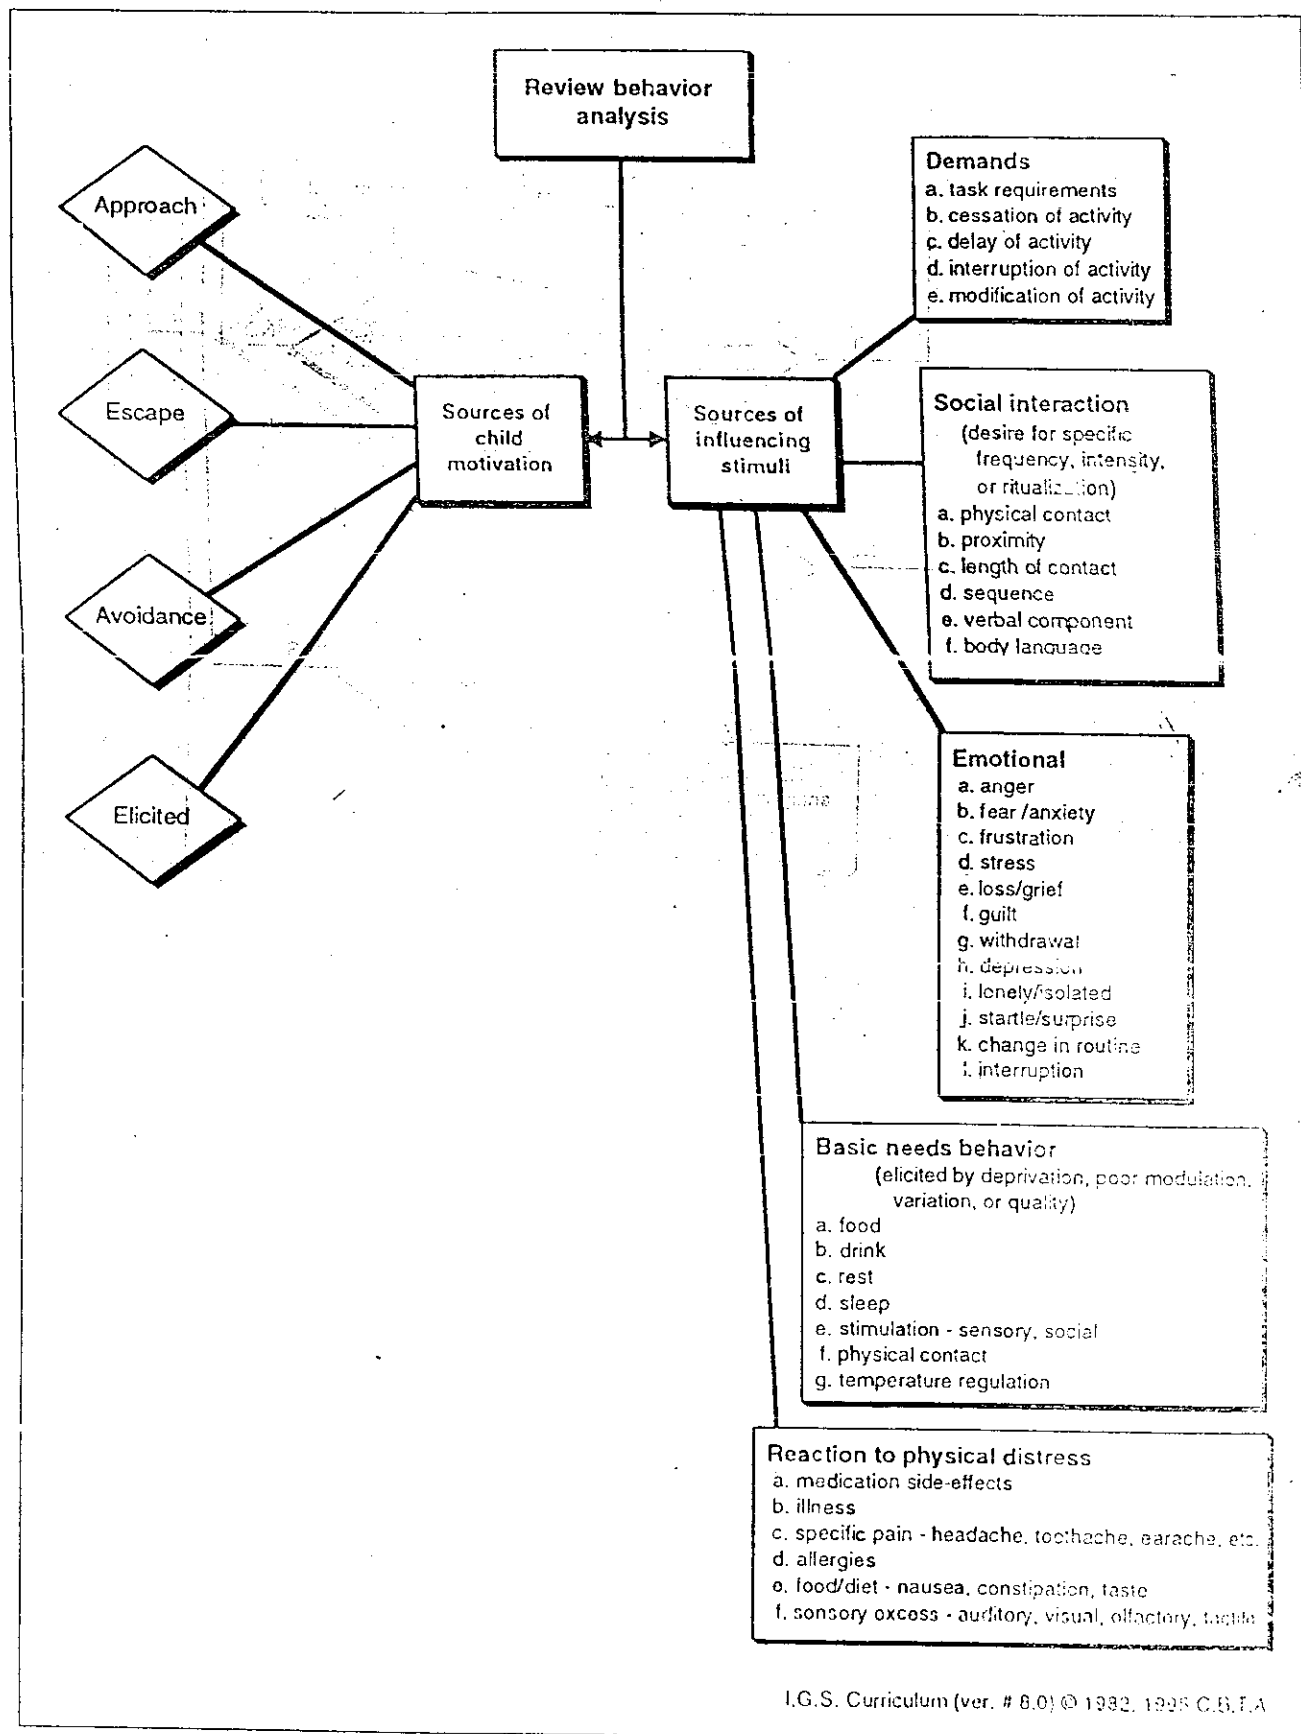 Review behavior
analysis
Approach
Escape
Avoidance
Elicited
Sources of
child
motivation
Sources of
influencing
stimuli
Demands
a. task requirements
b. cessation of activity
c. delay of activity
d. interruption of activity
e. modification of activity
Social interaction
(desire for specific
frequency, intensity,
or ritualization)
a. physical contact
b. proximity
c. length of contact
d. sequence
e. verbal component
f. body language
Emotional
a. anger
b. fear/anxiety
c. frustration
d. stress
e. loss/grief
f. guilt
g. withdrawal
h. depression
i. lonely/isolated
j. startle/surprise
k. change in routine
l. interruption
Basic needs behavior
(elicited by deprivation, poor modulation,
variation, or quality)
a. food
b. drink
c. rest
d. sleep
e. stimulation - sensory, social
f. physical contact
g. temperature regulation
Reaction to physical distress
a. medication side-effects
b. illness
c. specific pain - headache, toothache, earache, etc.
d. allergies
e. food/diet - nausea, constipation, taste
f. sensory excess - auditory, visual, olfactory, tactile
I.G.S. Curriculum (ver. # 8.0) © 1982, C.B.T.A